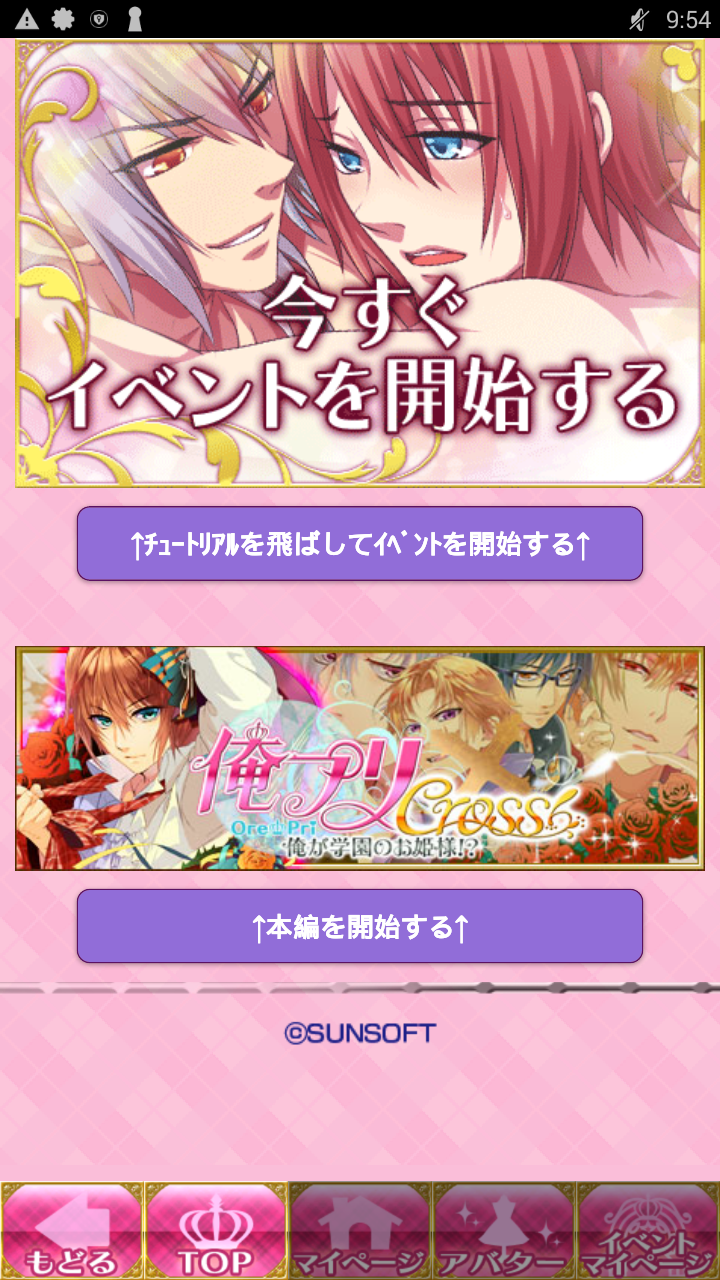 9:54
今すぐ
イベントを開始する
↑ﾁｭｰﾄﾘｱﾙを飛ばしてｲﾍﾞﾝﾄを開始する↑
俺プリ
Cross6
Ore Pri
俺が学園のお姫様!?
↑本編を開始する↑
©SUNSOFT
もどる
TOP
マイページ
アバター
イベント
マイページ